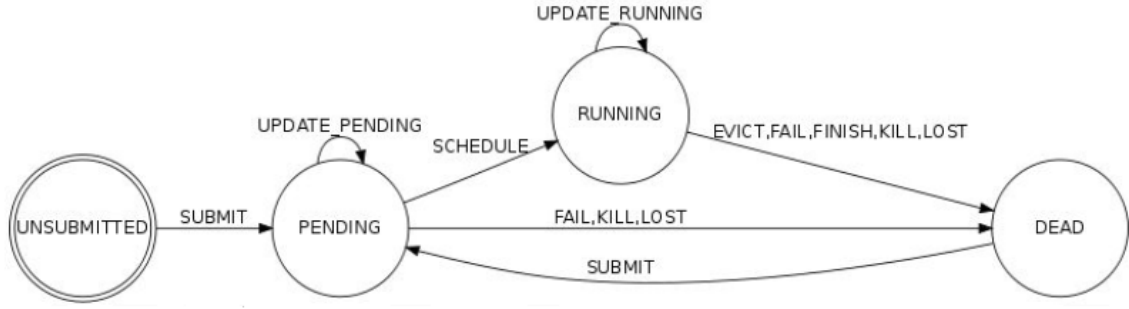 UPDATE_RUNNING
RUNNING
UPDATE_PENDING
SCHEDULE
EVICT,FAIL,FINISH,KILL,LOST
UNSUBMITTED
SUBMIT
PENDING
FAIL,KILL,LOST
DEAD
SUBMIT